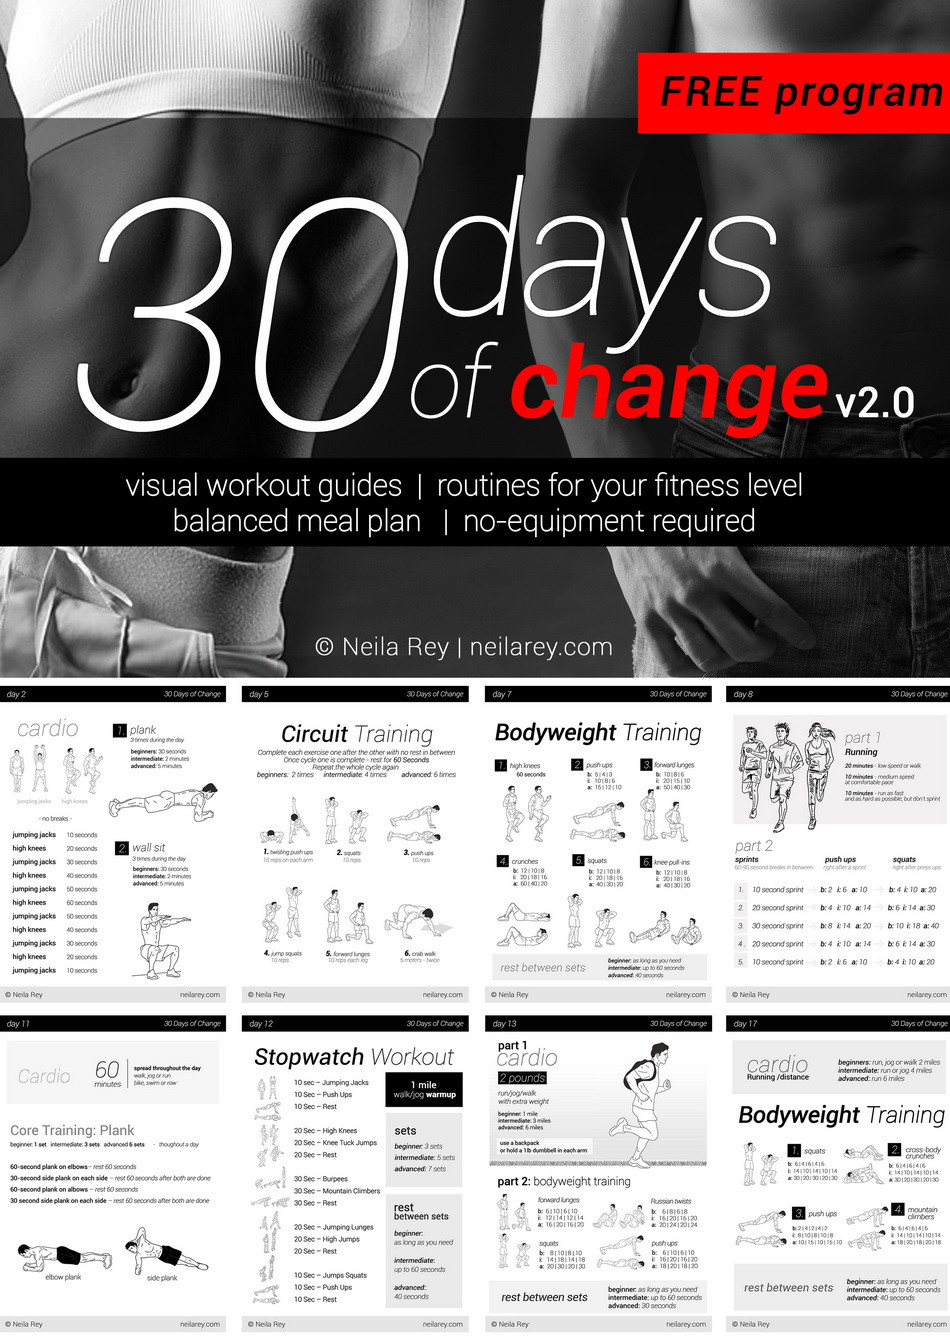 FREE program
30 days
of change v2.0
visual workout guides | routines for your fitness level
balanced meal plan | no-equipment required
© Neila Rey | neilarey.com
day 2 30 Days of Change
cardio
jumping jacks high knees
- no breaks -
jumping jacks 10 seconds
high knees 20 seconds
jumping jacks 30 seconds
high knees 40 seconds
jumping jacks 50 seconds
high knees 60 seconds
jumping jacks 50 seconds
high knees 40 seconds
jumping jacks 30 seconds
high knees 20 seconds
jumping jacks 10 seconds
1. plank
3 times during the day
beginners: 30 seconds
intermediate: 2 minutes
advanced: 5 minutes
2. wall sit
3 times during the day
beginners: 30 seconds
intermediate: 2 minutes
advanced: 5 minutes
© Neila Rey neilarey.com
day 5 30 Days of Change
Circuit Training
Complete each exercise one after the other with no rest in between
Once cycle one is complete - rest for 60 Seconds
Repeat the whole cycle again
beginners: 2 times intermediate: 4 times advanced: 6 times
1. twisting push ups
10 reps on each arm
2. squats
10 reps
3. push ups
10 reps
4. jump squats
10 reps
5. forward lunges
10 reps each leg
6. crab walk
5 meters - twice
© Neila Rey neilarey.com
day 7 30 Days of Change
Bodyweight Training
1. high knees
60 seconds
2. push ups
b: 5 | 4 | 3
i: 10 | 8 | 6
a: 15 | 12 | 10
3. forward lunges
b: 10 | 8 | 6
i: 20 | 15 | 10
a: 50 | 40 | 30
4. crunches
b: 12 | 10 | 8
i: 20 | 18 | 16
a: 60 | 40 | 20
5. squats
b: 12 | 10 | 8
i: 20 | 18 | 16
a: 40 | 30 | 20
6. knee pull-ins
b: 12 | 10 | 8
i: 20 | 18 | 16
a: 40 | 30 | 20
rest between sets
beginner: as long as you need
intermediate: up to 60 seconds
advanced: 40 seconds
© Neila Rey neilarey.com
day 8 30 Days of Change
part 1
Running
20 minutes - low speed or walk
10 minutes - medium speed
at comfortable pace
10 minutes - run as fast
and as hard as possible, but don't sprint
part 2
sprints push ups squats
60-90 second breaks in between right after a sprint right after press ups
1. 10 second sprint b: 2 i: 6 a: 10 b: 4 i: 10 a: 20
2. 20 second sprint b: 4 i: 10 a: 14 b: 6 i: 14 a: 30
3. 30 second sprint b: 8 i: 14 a: 20 b: 10 i: 18 a: 40
4. 20 second sprint b: 4 i: 10 a: 14 b: 6 i: 14 a: 30
5. 10 second sprint b: 2 i: 6 a: 10 b: 4 i: 10 a: 20
© Neila Rey neilarey.com
day 11 30 Days of Change
Cardio
60
minutes
spread throughout the day
walk, jog or run
bike, swim or row
Core Training: Plank
beginner: 1 set intermediate: 3 sets advanced 6 sets - thoughout a day
60-second plank on elbows – rest 60 seconds
30-second side plank on each side – rest 60 seconds after both are done
60-second plank on elbows – rest 60 seconds
30 second side plank on each side – rest 60 seconds after both are done
elbow plank
side plank
© Neila Rey neilarey.com
day 12 30 Days of Change
Stopwatch Workout
10 sec – Jumping Jacks
10 Sec – Push Ups
10 Sec – Rest
20 Sec – High Knees
20 Sec – Knee Tuck Jumps
20 Sec – Rest
30 Sec – Burpees
30 Sec – Mountain Climbers
30 Sec – Rest
20 Sec – Jumping Lunges
20 Sec – High Jumps
20 Sec – Rest
10 Sec – Jumps Squats
10 Sec – Push Ups
10 Sec – Rest
1 mile
walk/jog warmup
sets
beginner: 3 sets
intermediate: 5 sets
advanced: 7 sets
rest
between sets
beginner:
as long as you need
intermediate:
up to 60 seconds
advanced:
40 seconds
© Neila Rey neilarey.com
day 13 30 Days of Change
part 1
cardio
2 pounds
run/jog/walk
with extra weight
beginner: 1 mile
intermediate: 3 miles
advanced: 6 miles
use a backpack
or hold a 1lb dumbbell in each arm
part 2: bodyweight training
forward lunges
b: 6 | 10 | 6 | 10
i: 12 | 14 | 12 | 14
a: 16 | 20 | 16 | 20
Russian twists
b: 6 | 8 | 6 | 8
i: 16 | 20 | 16 | 20
a: 20 | 24 | 20 | 24
squats
b: 8 | 10 | 8 | 10
i: 14 | 18 | 14 | 18
a: 20 | 30 | 20 | 30
push ups
b: 6 | 10 | 6 | 10
i: 16 | 20 | 16 | 20
a: 18 | 20 | 18 | 20
rest between sets
beginner: as long as you need
intermediate: up to 60 seconds
advanced: 30 seconds
© Neila Rey neilarey.com
day 17 30 Days of Change
cardio
Running /distance
beginners: run, jog or walk 2 miles
intermediate: run or jog 4 miles
advanced: run 6 miles
Bodyweight Training
1. squats
b: 6 | 4 | 6 | 4 | 6
i: 14 | 10 | 14 | 10 | 14
a: 30 | 20 | 30 | 20 | 30
2. cross-body
crunches
b: 6 | 4 | 6 | 4 | 6
i: 14 | 10 | 14 | 10 | 14
a: 30 | 20 | 30 | 20 | 30
3. push ups
b: 2 | 4 | 2 | 4 | 2
i: 8 | 10 | 8 | 10 | 8
a: 10 | 15 | 10 | 15 | 10
4. mountain
climbers
b: 6 | 4 | 6 | 4 | 6
i: 14 | 10 | 14 | 10 | 14
a: 18 | 20 | 18 | 20 | 18
rest between sets
beginner: as long as you need
intermediate: up to 60 seconds
advanced: 40 seconds
© Neila Rey neilarey.com